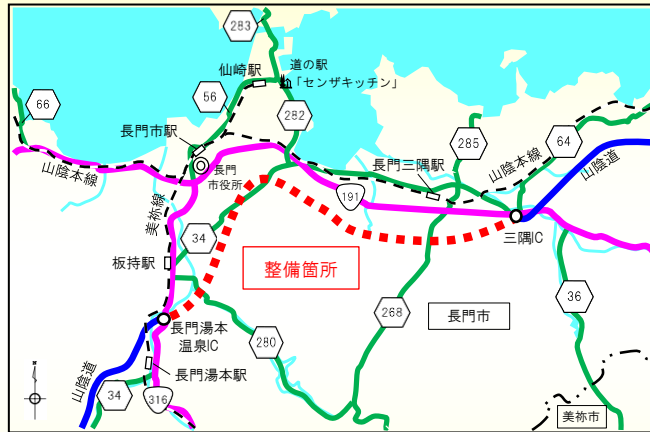 283
仙崎駅
道の駅
「センザキッチン」
66
56
282
長門市駅
285
64
長門
市役所
長門三隅駅
山陰本線
山陰道
山陰本線
美祢線
191
34
三隅IC
板持駅
整備箇所
36
268
長門市
長門湯本
温泉IC
280
山陰道
長門湯本駅
34
316
美祢市